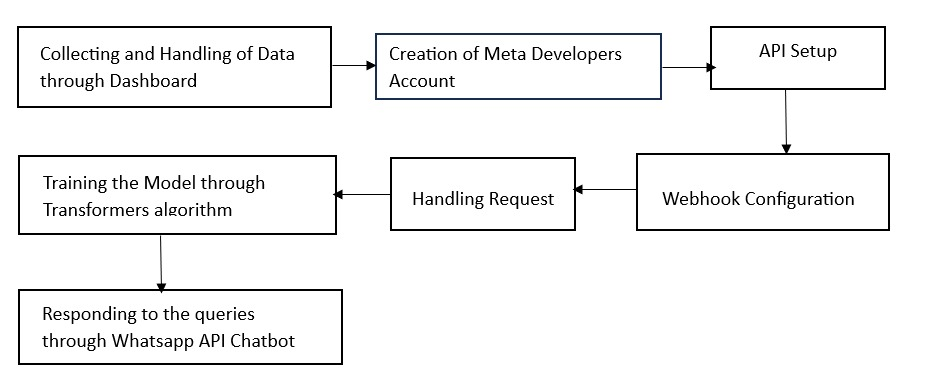 Collecting and Handling of Data
through Dashboard
Creation of Meta Developers
Account
API Setup
Webhook Configuration
Handling Request
Training the Model through
Transformers algorithm
Responding to the queries
through Whatsapp API Chatbot